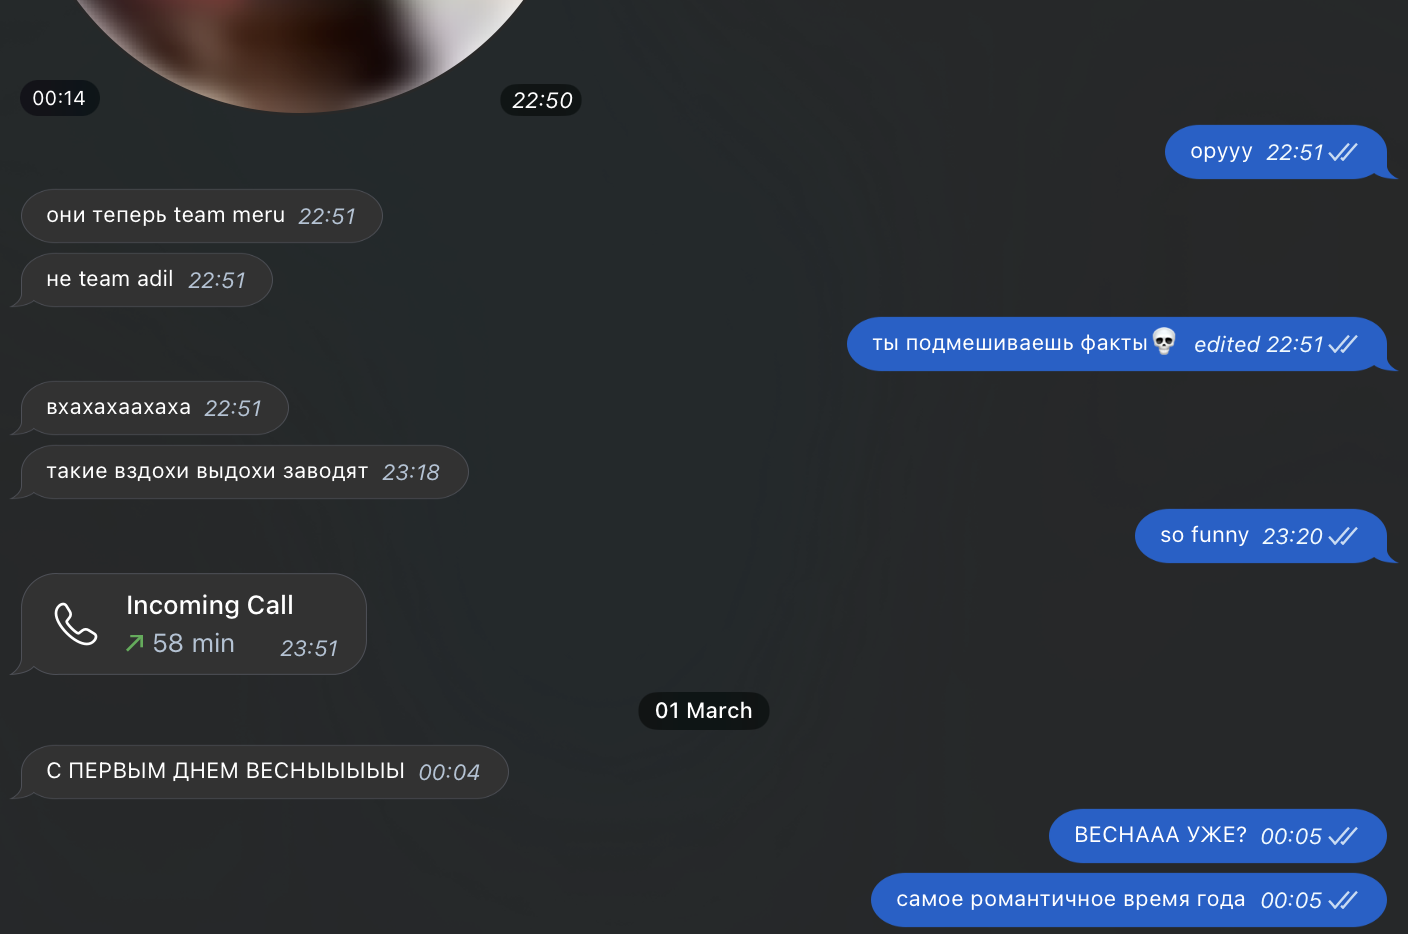 00:14
22:50
оруyу 22:51
они теперь team meru 22:51
не team adil 22:51
ты подмешиваешь факты💀 edited 22:51
вхахахаахаха 22:51
такие вздохи выдохи заводят 23:18
so funny 23:20
Incoming Call
58 min 23:51
01 March
С ПЕРВЫМ ДНЕМ ВЕСНЫЫЫЫЫ 00:04
ВЕСНААА УЖЕ? 00:05
самое романтичное время года 00:05